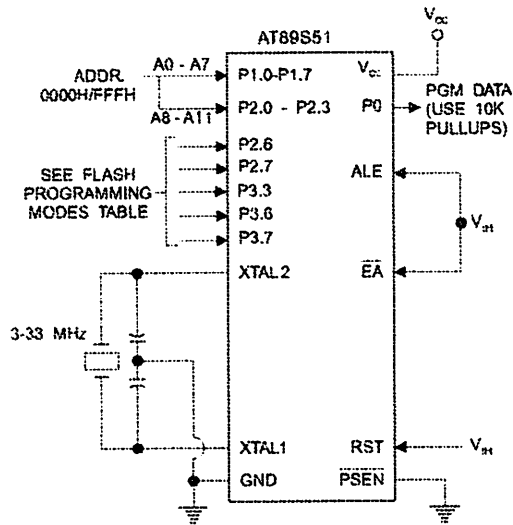 AT89S51
VCC
A0 - A7
ADDR.
0000H/FFFH
P1.0-P1.7
VCC
P2.0 - P2.3
P0
PGM DATA
(USE 10K
PULLUPS)
A8 - A11
P2.6
P2.7
ALE
SEE FLASH
PROGRAMMING
MODES TABLE
P3.3
P3.6
VIH
P3.7
XTAL2
EA
3-33 MHz
XTAL1
RST
VIH
GND
PSEN